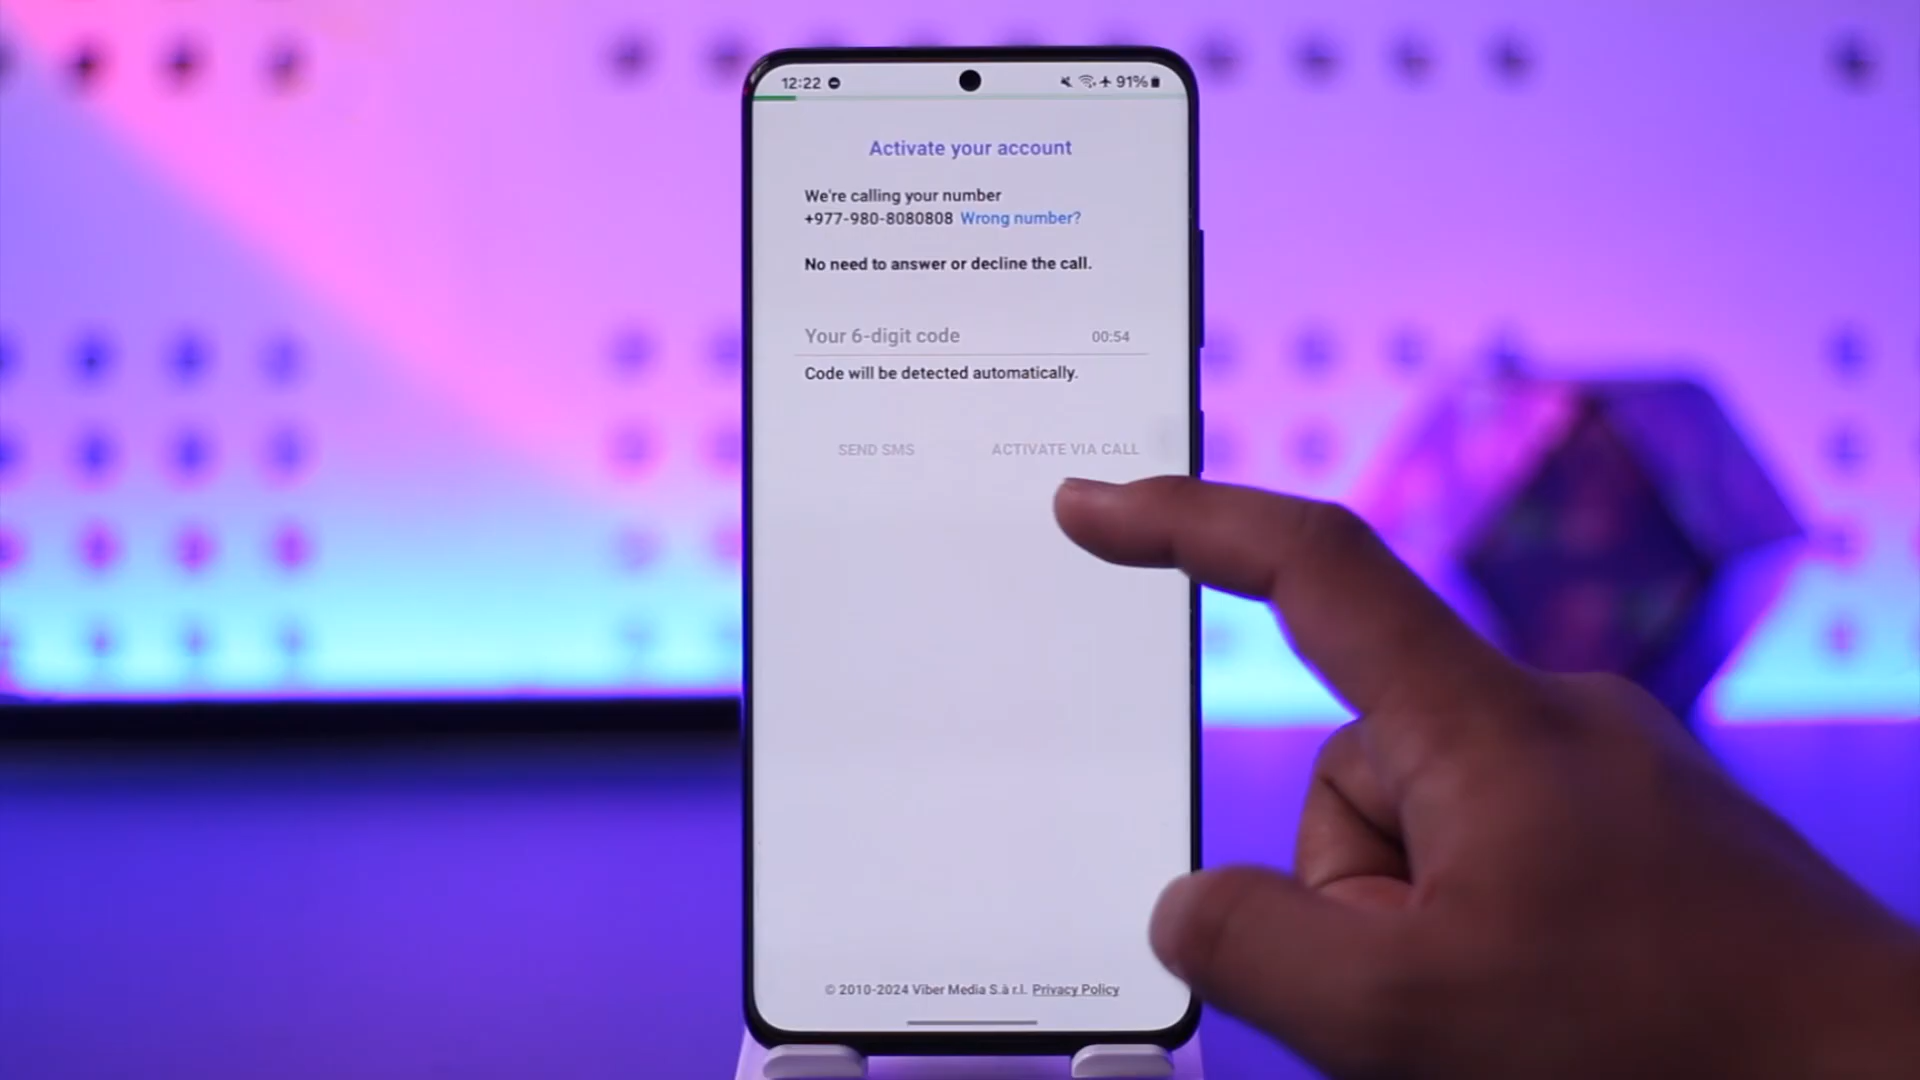 12:22 91%
Activate your account
We're calling your number
+977-980-8080808 Wrong number?
No need to answer or decline the call.
Your 6-digit code 00:54
Code will be detected automatically.
SEND SMS ACTIVATE VIA CALL
© 2010-2024 Viber Media S.à r.l. Privacy Policy